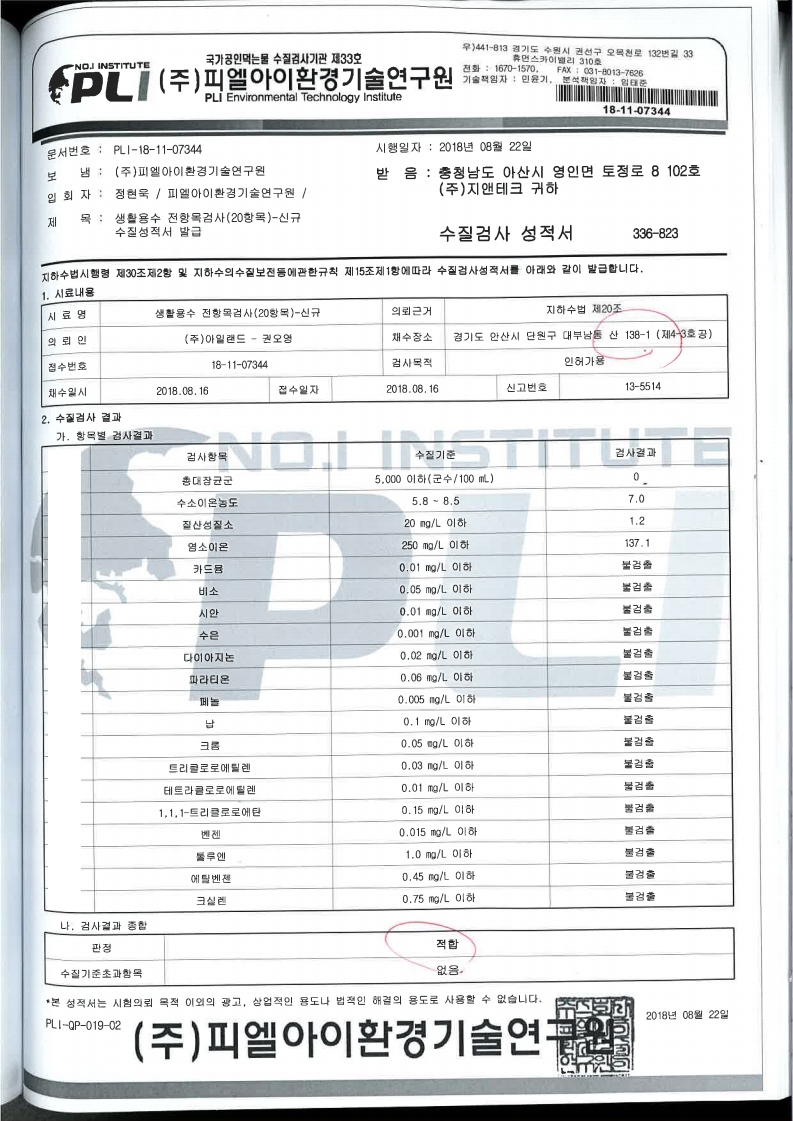 NO.1 INSTITUTE
PLI
국가공인먹는물 수질검사기관 제33호
(주)피엘아이환경기술연구원
PLI Environmental Technology Institute
우)441-813 경기도 수원시 권선구 오목천로 132번길 33
휴먼스카이밸리 310호
전화 : 1670-1570, FAX : 031-8013-7626
기술책임자 : 민윤기, 분석책임자 : 임태준
18-11-07344
문서번호 : PLI-18-11-07344
시행일자 : 2018년 08월 22일
보 냄 : (주)피엘아이환경기술연구원
받 음 : 충청남도 아산시 영인면 토정로 8 102호
(주)지앤테크 귀하
입 회 자 : 정현욱 / 피엘아이환경기술연구원 /
제 목 : 생활용수 전항목검사(20항목)-신규
수질성적서 발급
수질검사 성적서 336-823
지하수법시행령 제30조제2항 및 지하수의수질보전등에관한규칙 제15조제1항에따라 수질검사성적서를 아래와 같이 발급합니다.
1. 시료내용
시 료 명 생활용수 전항목검사(20항목)-신규 의뢰근거 지하수법 제20조
의 뢰 인 (주)아일랜드 - 권오영 채수장소 경기도 안산시 단원구 대부남동 산 138-1 (제4-3호공)
접수번호 18-11-07344 검사목적 인허가용
채수일시 2018.08.16 접수일자 2018.08.16 신고번호 13-5514
2. 수질검사 결과
가. 항목별 검사결과
NO.1 INSTITUTE
PLI
검사항목 수질기준 검사결과
총대장균군 5,000 이하(군수/100 mL) 0
수소이온농도 5.8 ~ 8.5 7.0
질산성질소 20 mg/L 이하 1.2
염소이온 250 mg/L 이하 137.1
카드뮴 0.01 mg/L 이하 불검출
비소 0.05 mg/L 이하 불검출
시안 0.01 mg/L 이하 불검출
수은 0.001 mg/L 이하 불검출
다이아지논 0.02 mg/L 이하 불검출
파라티온 0.06 mg/L 이하 불검출
페놀 0.005 mg/L 이하 불검출
납 0.1 mg/L 이하 불검출
크롬 0.05 mg/L 이하 불검출
트리클로로에틸렌 0.03 mg/L 이하 불검출
테트라클로로에틸렌 0.01 mg/L 이하 불검출
1,1,1-트리클로로에탄 0.15 mg/L 이하 불검출
벤젠 0.015 mg/L 이하 불검출
톨루엔 1.0 mg/L 이하 불검출
에틸벤젠 0.45 mg/L 이하 불검출
크실렌 0.75 mg/L 이하 불검출
나. 검사결과 종합
판정 적합
수질기준초과항목 없음
*본 성적서는 시험의뢰 목적 이외의 광고, 상업적인 용도나 법적인 해결의 용도로 사용할 수 없습니다.
PLI-QP-019-02
2018년 08월 22일
(주)피엘아이환경기술연구원